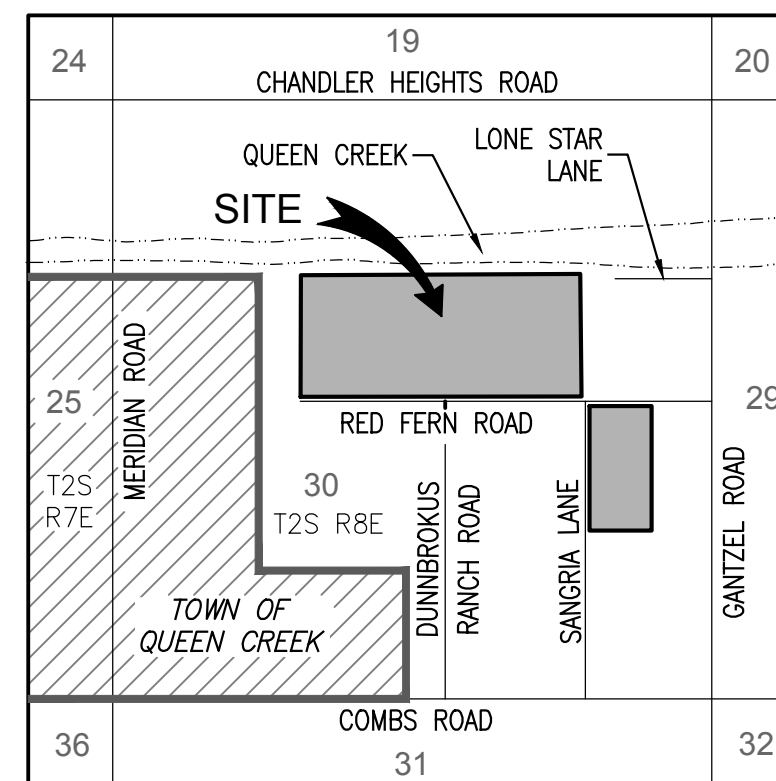 19
24
20
CHANDLER HEIGHTS ROAD
QUEEN CREEK
LONE STAR
LANE
SITE
MERIDIAN ROAD
25
T2S
R7E
29
RED FERN ROAD
30
T2S R8E
DUNNBROKUS
RANCH ROAD
SANGRIA LANE
GANTZEL ROAD
TOWN OF
QUEEN CREEK
COMBS ROAD
36
31
32